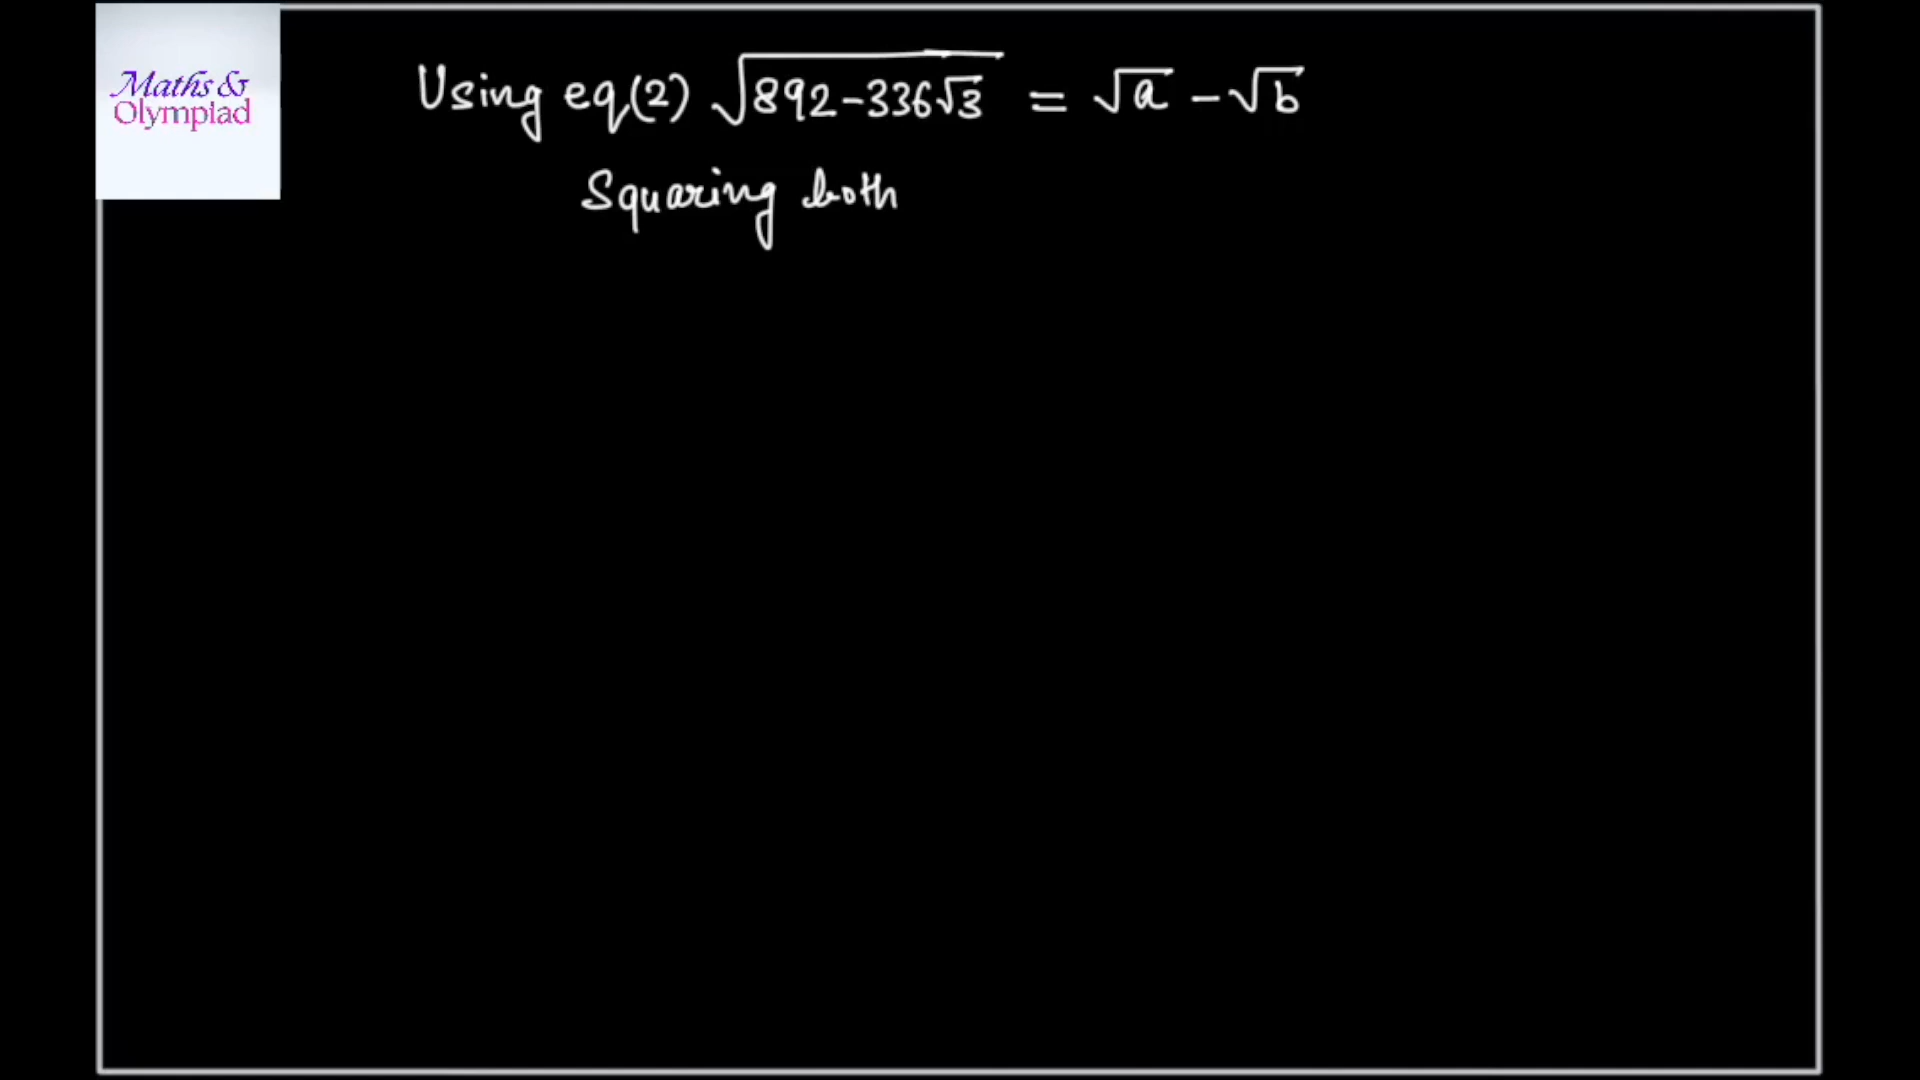 Maths &
Olympiad
Using eq(2) √892-336√3 = √a - √b
Squaring both